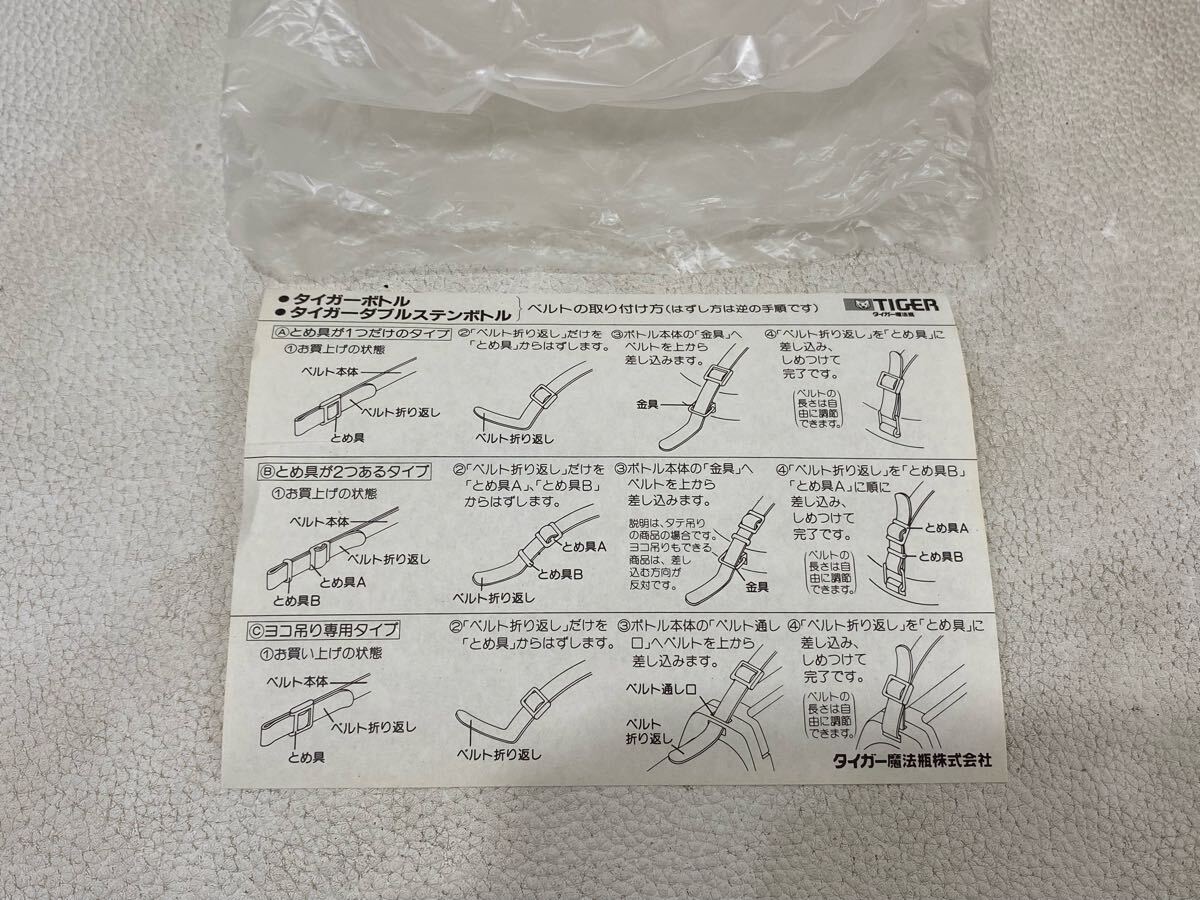 ●タイガーボトル
●タイガーダブルステンボトル
ベルトの取り付け方(はずし方は逆の手順です)
TIGER
タイガー魔法瓶
Ⓐとめ具が1つだけのタイプ
①お買上げの状態
ベルト本体
ベルト折り返し
とめ具
②「ベルト折り返し」だけを
「とめ具」からはずします。
ベルト折り返し
③ボトル本体の「金具」へ
ベルトを上から
差し込みます。
金具
④「ベルト折り返し」を「とめ具」に
差し込み、
しめつけて
完了です。
(ベルトの
長さは自
由に調節
できます。)
Ⓑとめ具が2つあるタイプ
①お買上げの状態
ベルト本体
ベルト折り返し
とめ具A
とめ具B
②「ベルト折り返し」だけを
「とめ具A」、「とめ具B」
からはずします。
とめ具A
とめ具B
ベルト折り返し
③ボトル本体の「金具」へ
ベルトを上から
差し込みます。
説明は、タテ吊り
の商品の場合です。
ヨコ吊りもできる
商品は、差し
込む方向が
反対です。
金具
④「ベルト折り返し」を「とめ具B」
「とめ具A」に順に
差し込み、
しめつけて
完了です。
(ベルトの
長さは自
由に調節
できます。)
とめ具A
とめ具B
Ⓒヨコ吊り専用タイプ
①お買い上げの状態
ベルト本体
ベルト折り返し
とめ具
②「ベルト折り返し」だけを
「とめ具」からはずします。
ベルト折り返し
③ボトル本体の「ベルト通し
口」へベルトを上から
差し込みます。
ベルト通し口
ベルト
折り返し
④「ベルト折り返し」を「とめ具」に
差し込み、
しめつけて
完了です。
(ベルトの
長さは自
由に調節
できます。)
タイガー魔法瓶株式会社